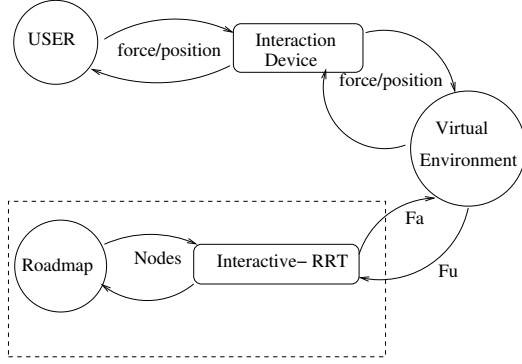 USER
force/position
Interaction
Device
force/position
Virtual
Environment
Roadmap
Nodes
Interactive- RRT
Fa
Fu